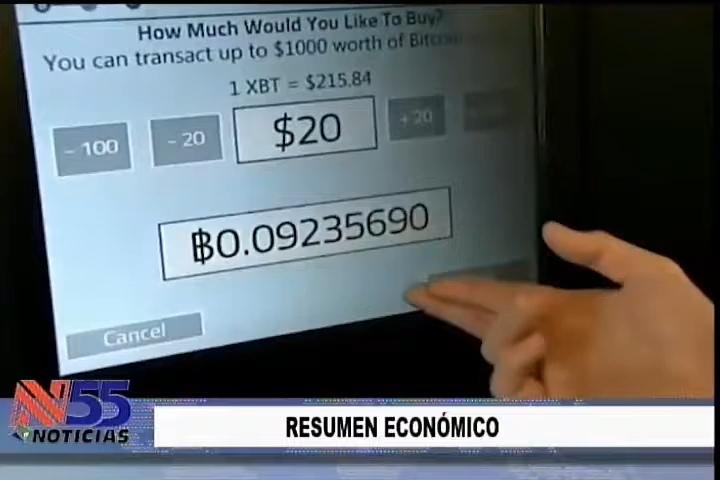 How Much Would You Like To Buy?
You can transact up to $1000 worth of Bitcoin
1 XBT = $215.84
- 100
- 20
$20
+ 20
฿0.09235690
Cancel
N55
NOTICIAS
RESUMEN ECONÓMICO